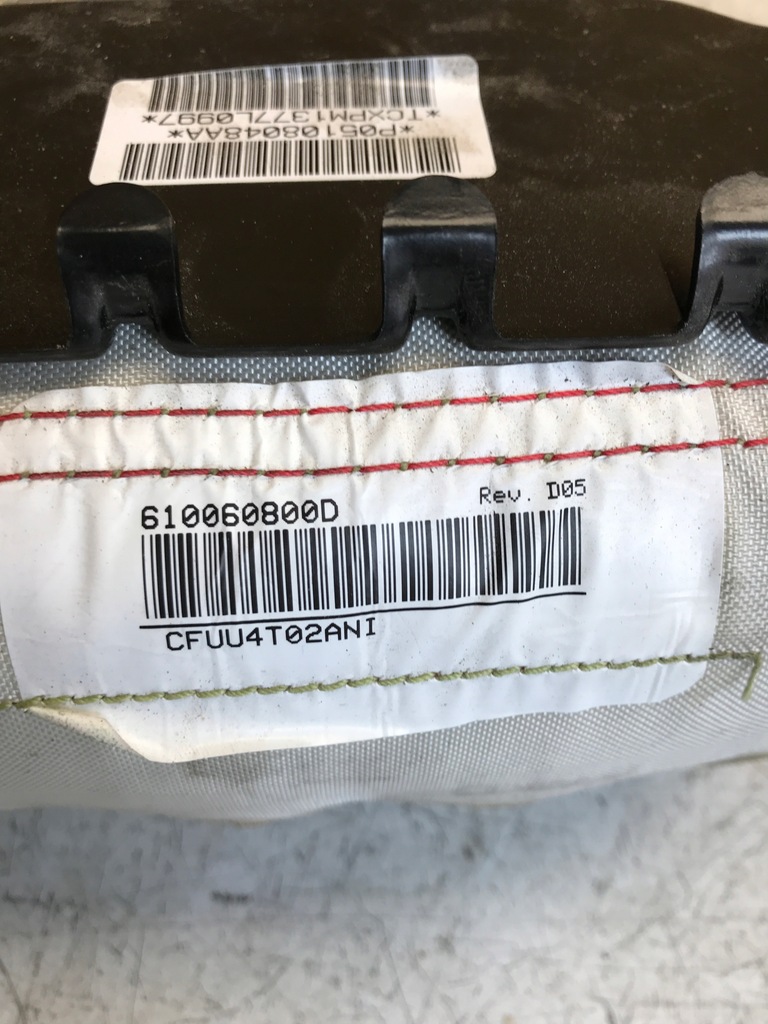 *P05108048AA*
*TCXPM1377L0997*
610060800D
Rev. D05
CFUU4T02ANI